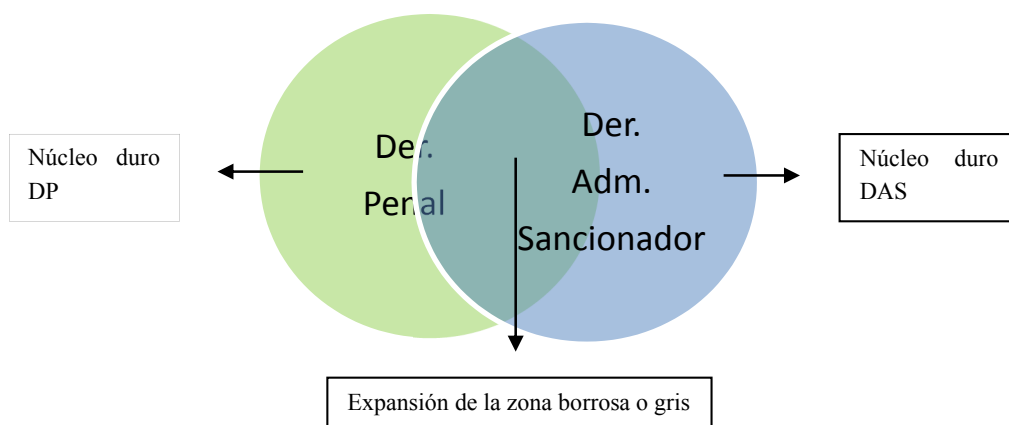 Núcleo duro
DP
Der.
Penal
Der.
Adm.
Sancionador
Núcleo duro
DAS
Expansión de la zona borrosa o gris